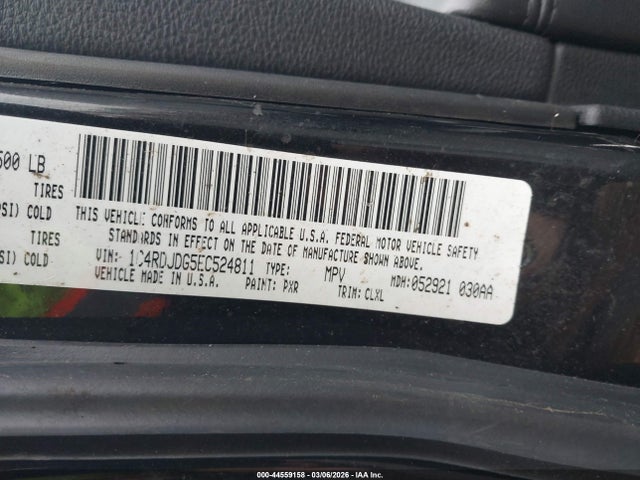 500 LB
TIRES
PSI) COLD
TIRES
SI) COLD
THIS VEHICLE CONFORMS TO ALL APPLICABLE U.S.A. FEDERAL MOTOR VEHICLE SAFETY
STANDARDS IN EFFECT ON THE DATE OF MANUFACTURE SHOWN ABOVE.
VIN: 1C4RDJDG5EC524811 TYPE: MPV MDH:052921 030AA
VEHICLE MADE IN U.S.A. PAINT: PXR TRIM: CLXL
000-44559158 - 03/06/2026 - IAA Inc.